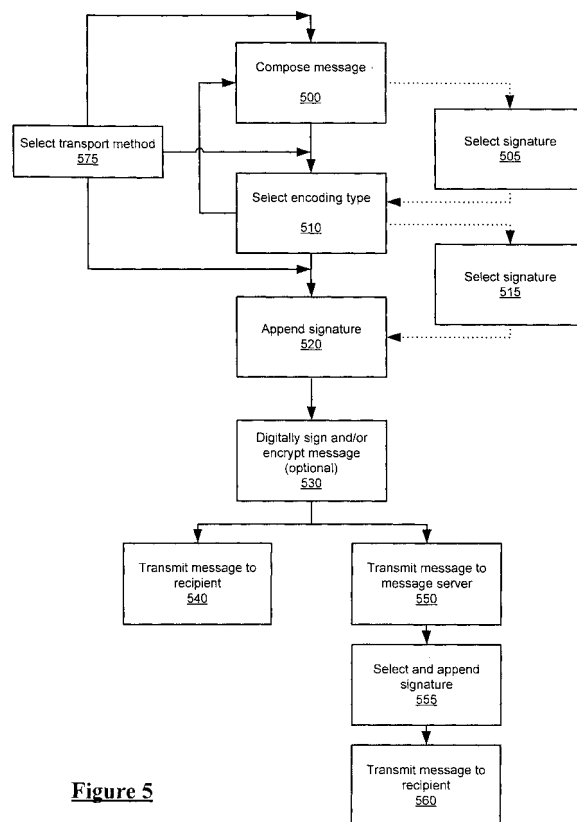 Compose message
500
Select transport method
575
Select signature
505
Select encoding type
510
Select signature
515
Append signature
520
Digitally sign and/or
encrypt message
(optional)
530
Transmit message to
recipient
540
Transmit message to
message server
550
Select and append
signature
555
Transmit message to
recipient
560
Figure 5